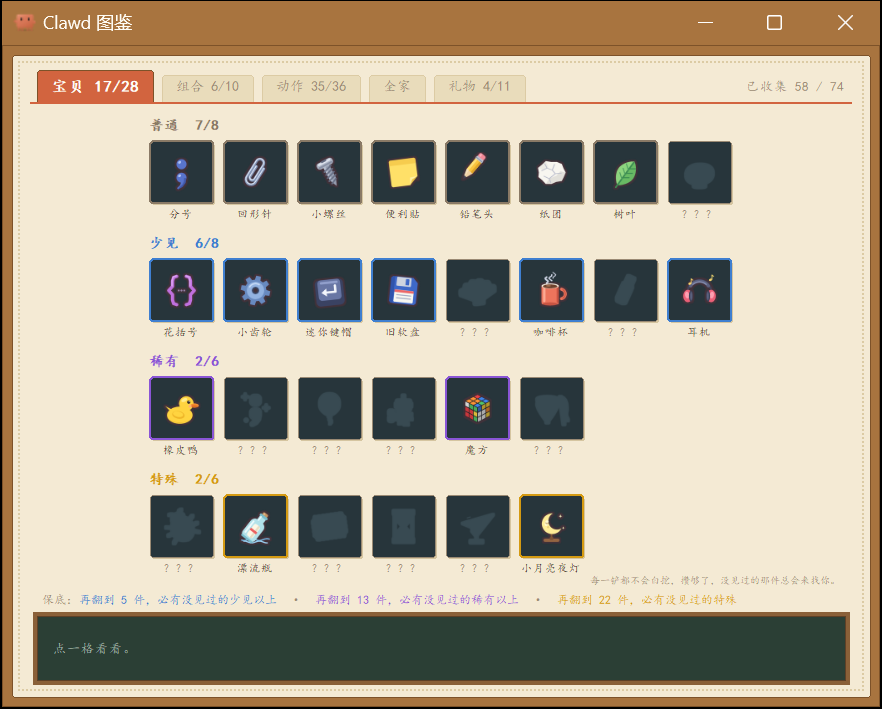 Clawd 图鉴
宝贝 17/28 组合 6/10 动作 35/36 全家 礼物 4/11 已收集 58 / 74
普通 7/8
分号 回形针 小螺丝 便利贴 铅笔头 纸团 树叶 ? ? ?
少见 6/8
花括号 小齿轮 迷你键帽 旧软盘 ? ? ? 咖啡杯 ? ? ? 耳机
稀有 2/6
橡皮鸭 ? ? ? ? ? ? ? ? ? 魔方 ? ? ?
特殊 2/6
? ? ? 漂流瓶 ? ? ? ? ? ? ? ? ? 小月亮夜灯
每一铲都不会白挖，攒够了，没见过的那件总会来找你。
保底：再翻到 5 件，必有没见过的少见以上 • 再翻到 13 件，必有没见过的稀有以上 • 再翻到 22 件，必有没见过的特殊
点一格看看。